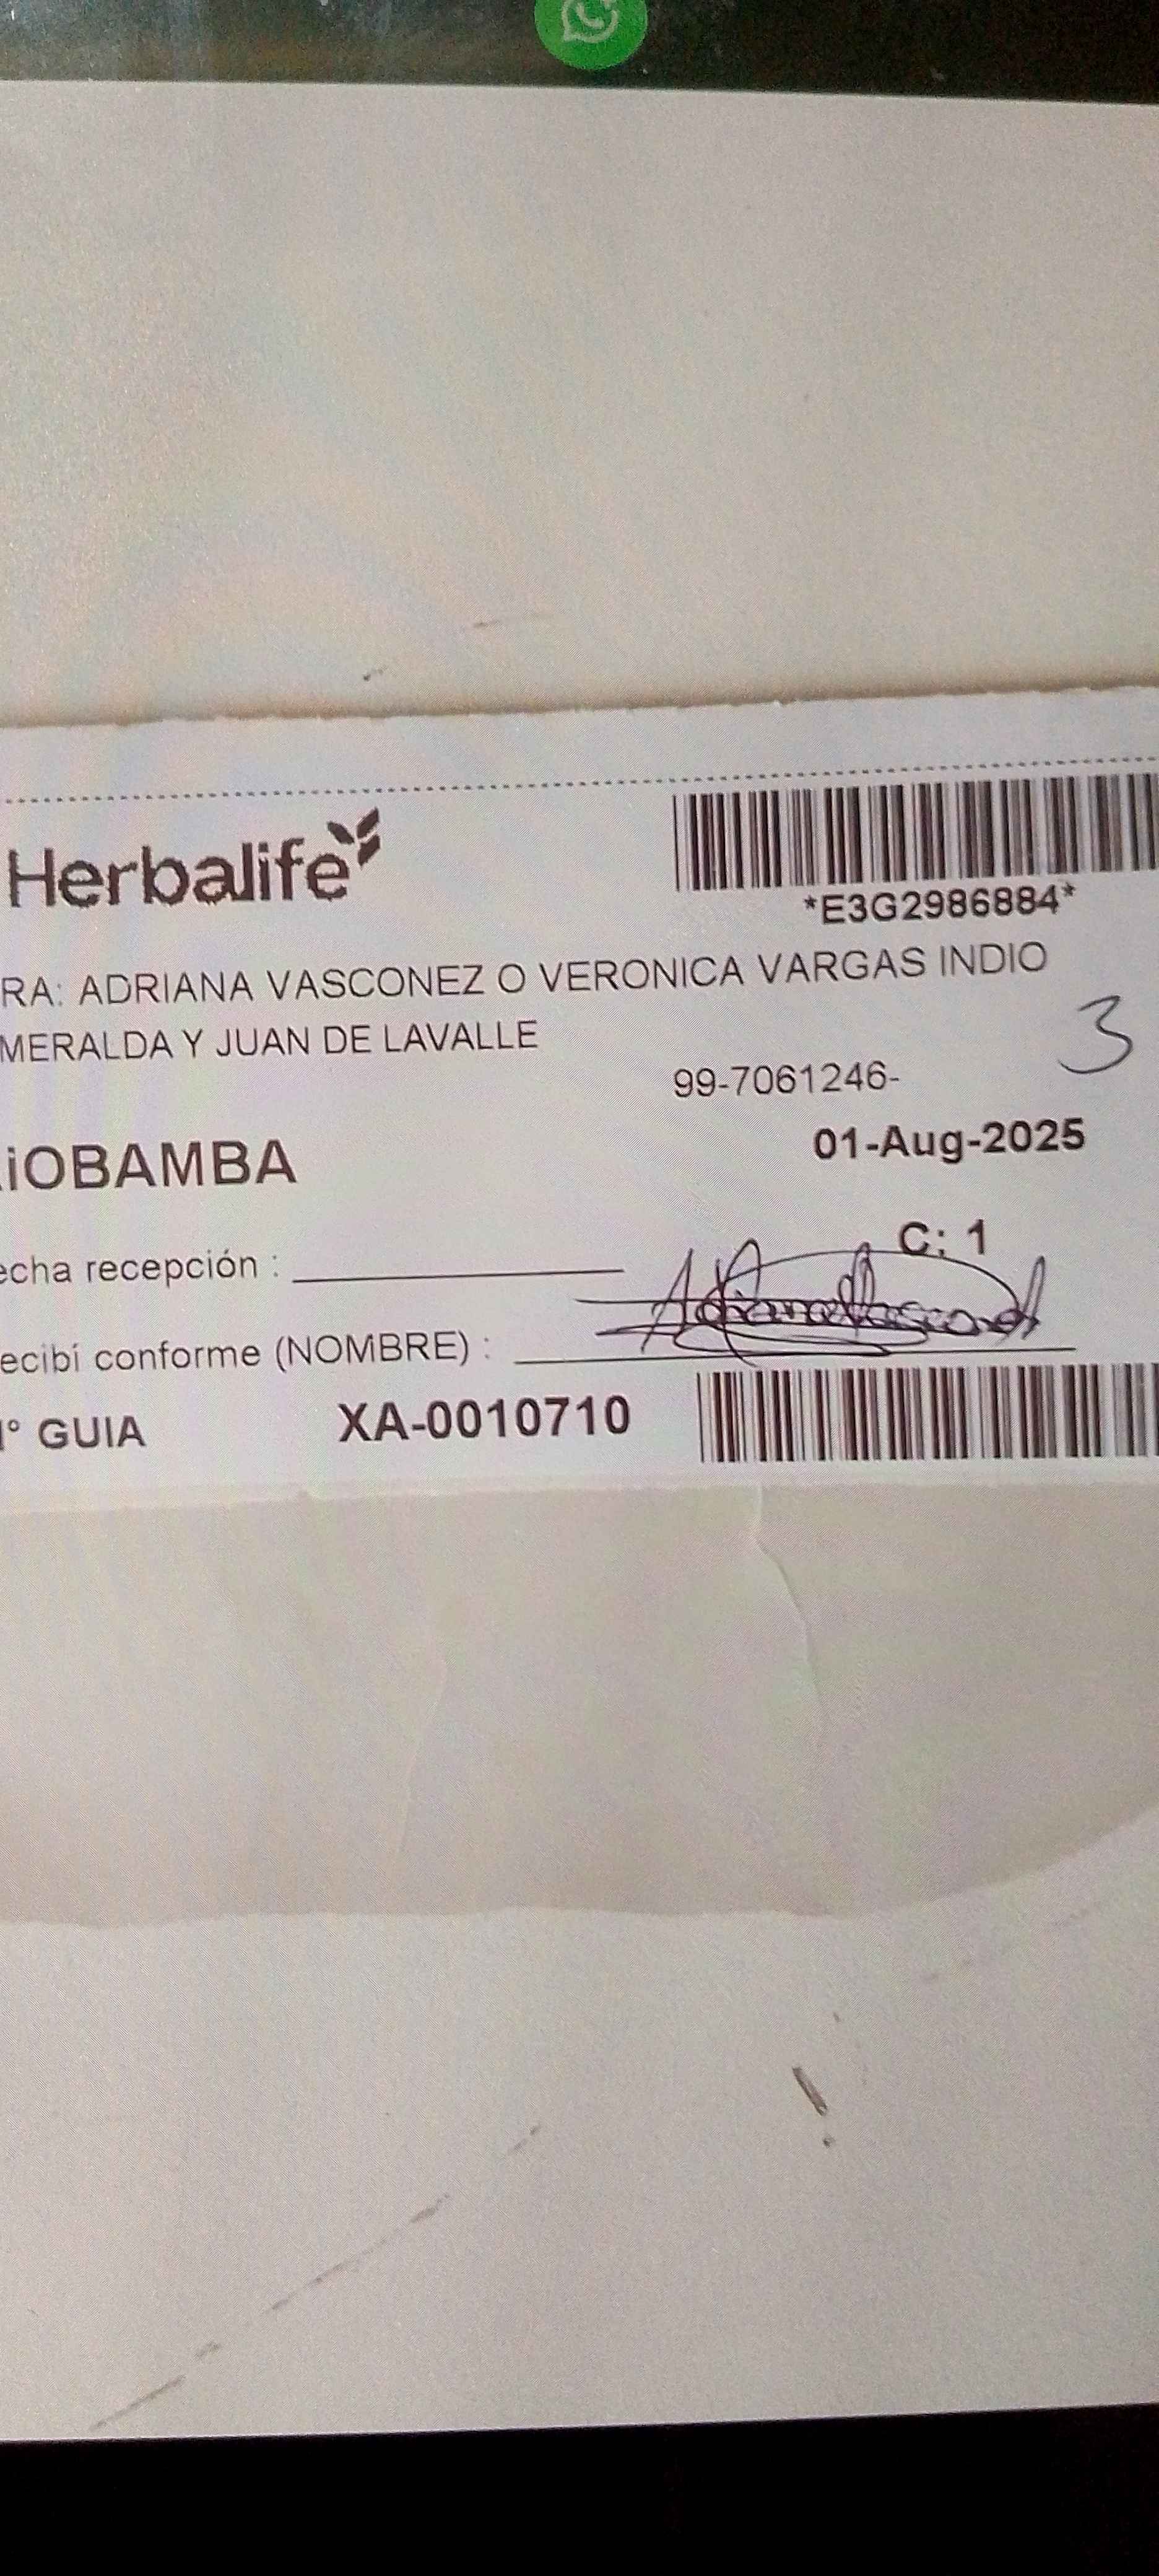 Herbalife
*E3G2986884*
RA: ADRIANA VASCONEZ O VERONICA VARGAS INDIO
MERALDA Y JUAN DE LAVALLE
3
99-7061246-
iOBAMBA
01-Aug-2025
C: 1
echa recepción :
ecibí conforme (NOMBRE) :
N° GUIA XA-0010710